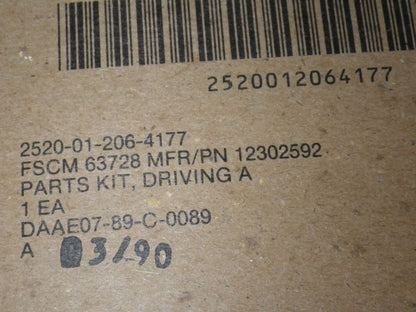 2520012064177
2520-01-206-4177
FSCM 63728 MFR/PN 12302592
PARTS KIT, DRIVING A
1 EA
DAAE07-89-C-0089
A 03/90